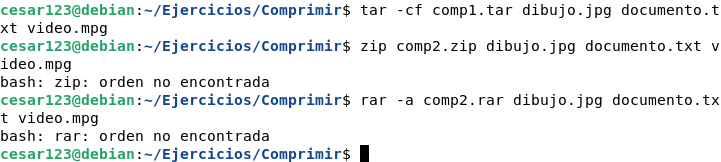 cesar123@debian:~/Ejercicios/Comprimir$ tar -cf comp1.tar dibujo.jpg documento.t
xt video.mpg
cesar123@debian:~/Ejercicios/Comprimir$ zip comp2.zip dibujo.jpg documento.txt v
ideo.mpg
bash: zip: orden no encontrada
cesar123@debian:~/Ejercicios/Comprimir$ rar -a comp2.rar dibujo.jpg documento.tx
t video.mpg
bash: rar: orden no encontrada
cesar123@debian:~/Ejercicios/Comprimir$